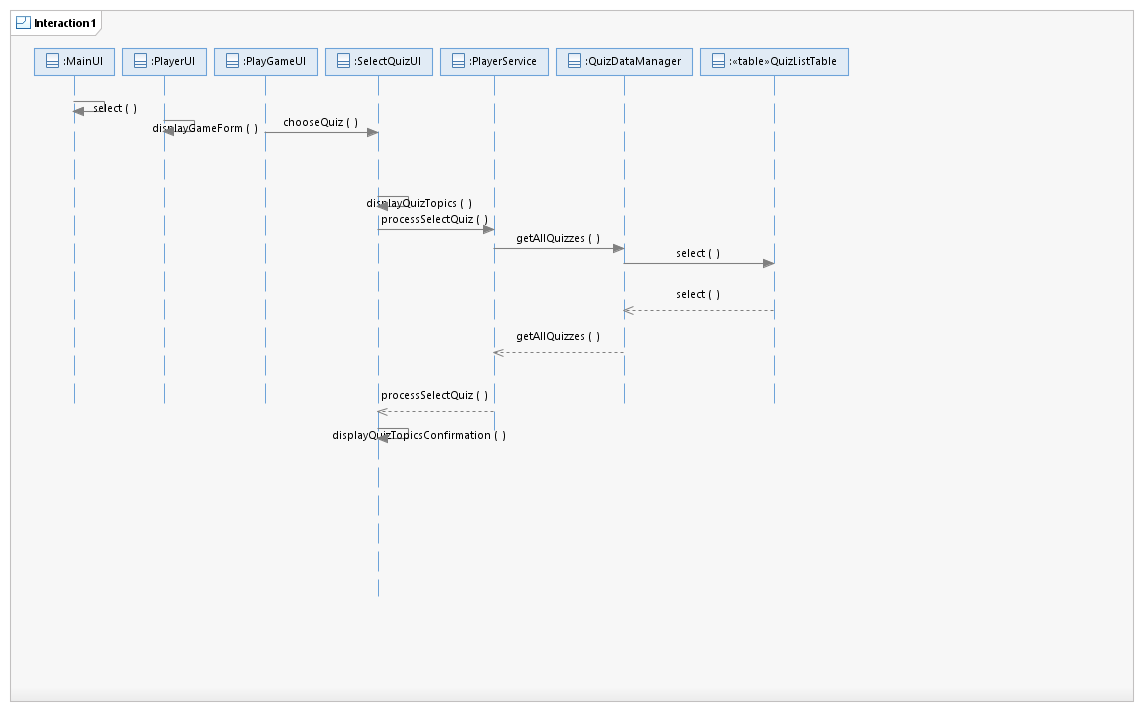 Interaction1
:MainUI
:PlayerUI
:PlayGameUI
:SelectQuizUI
:PlayerService
:QuizDataManager
:«table»QuizListTable
select ( )
displayGameForm ( )
chooseQuiz ( )
displayQuizTopics ( )
processSelectQuiz ( )
getAllQuizzes ( )
select ( )
select ( )
getAllQuizzes ( )
processSelectQuiz ( )
displayQuizTopicsConfirmation ( )